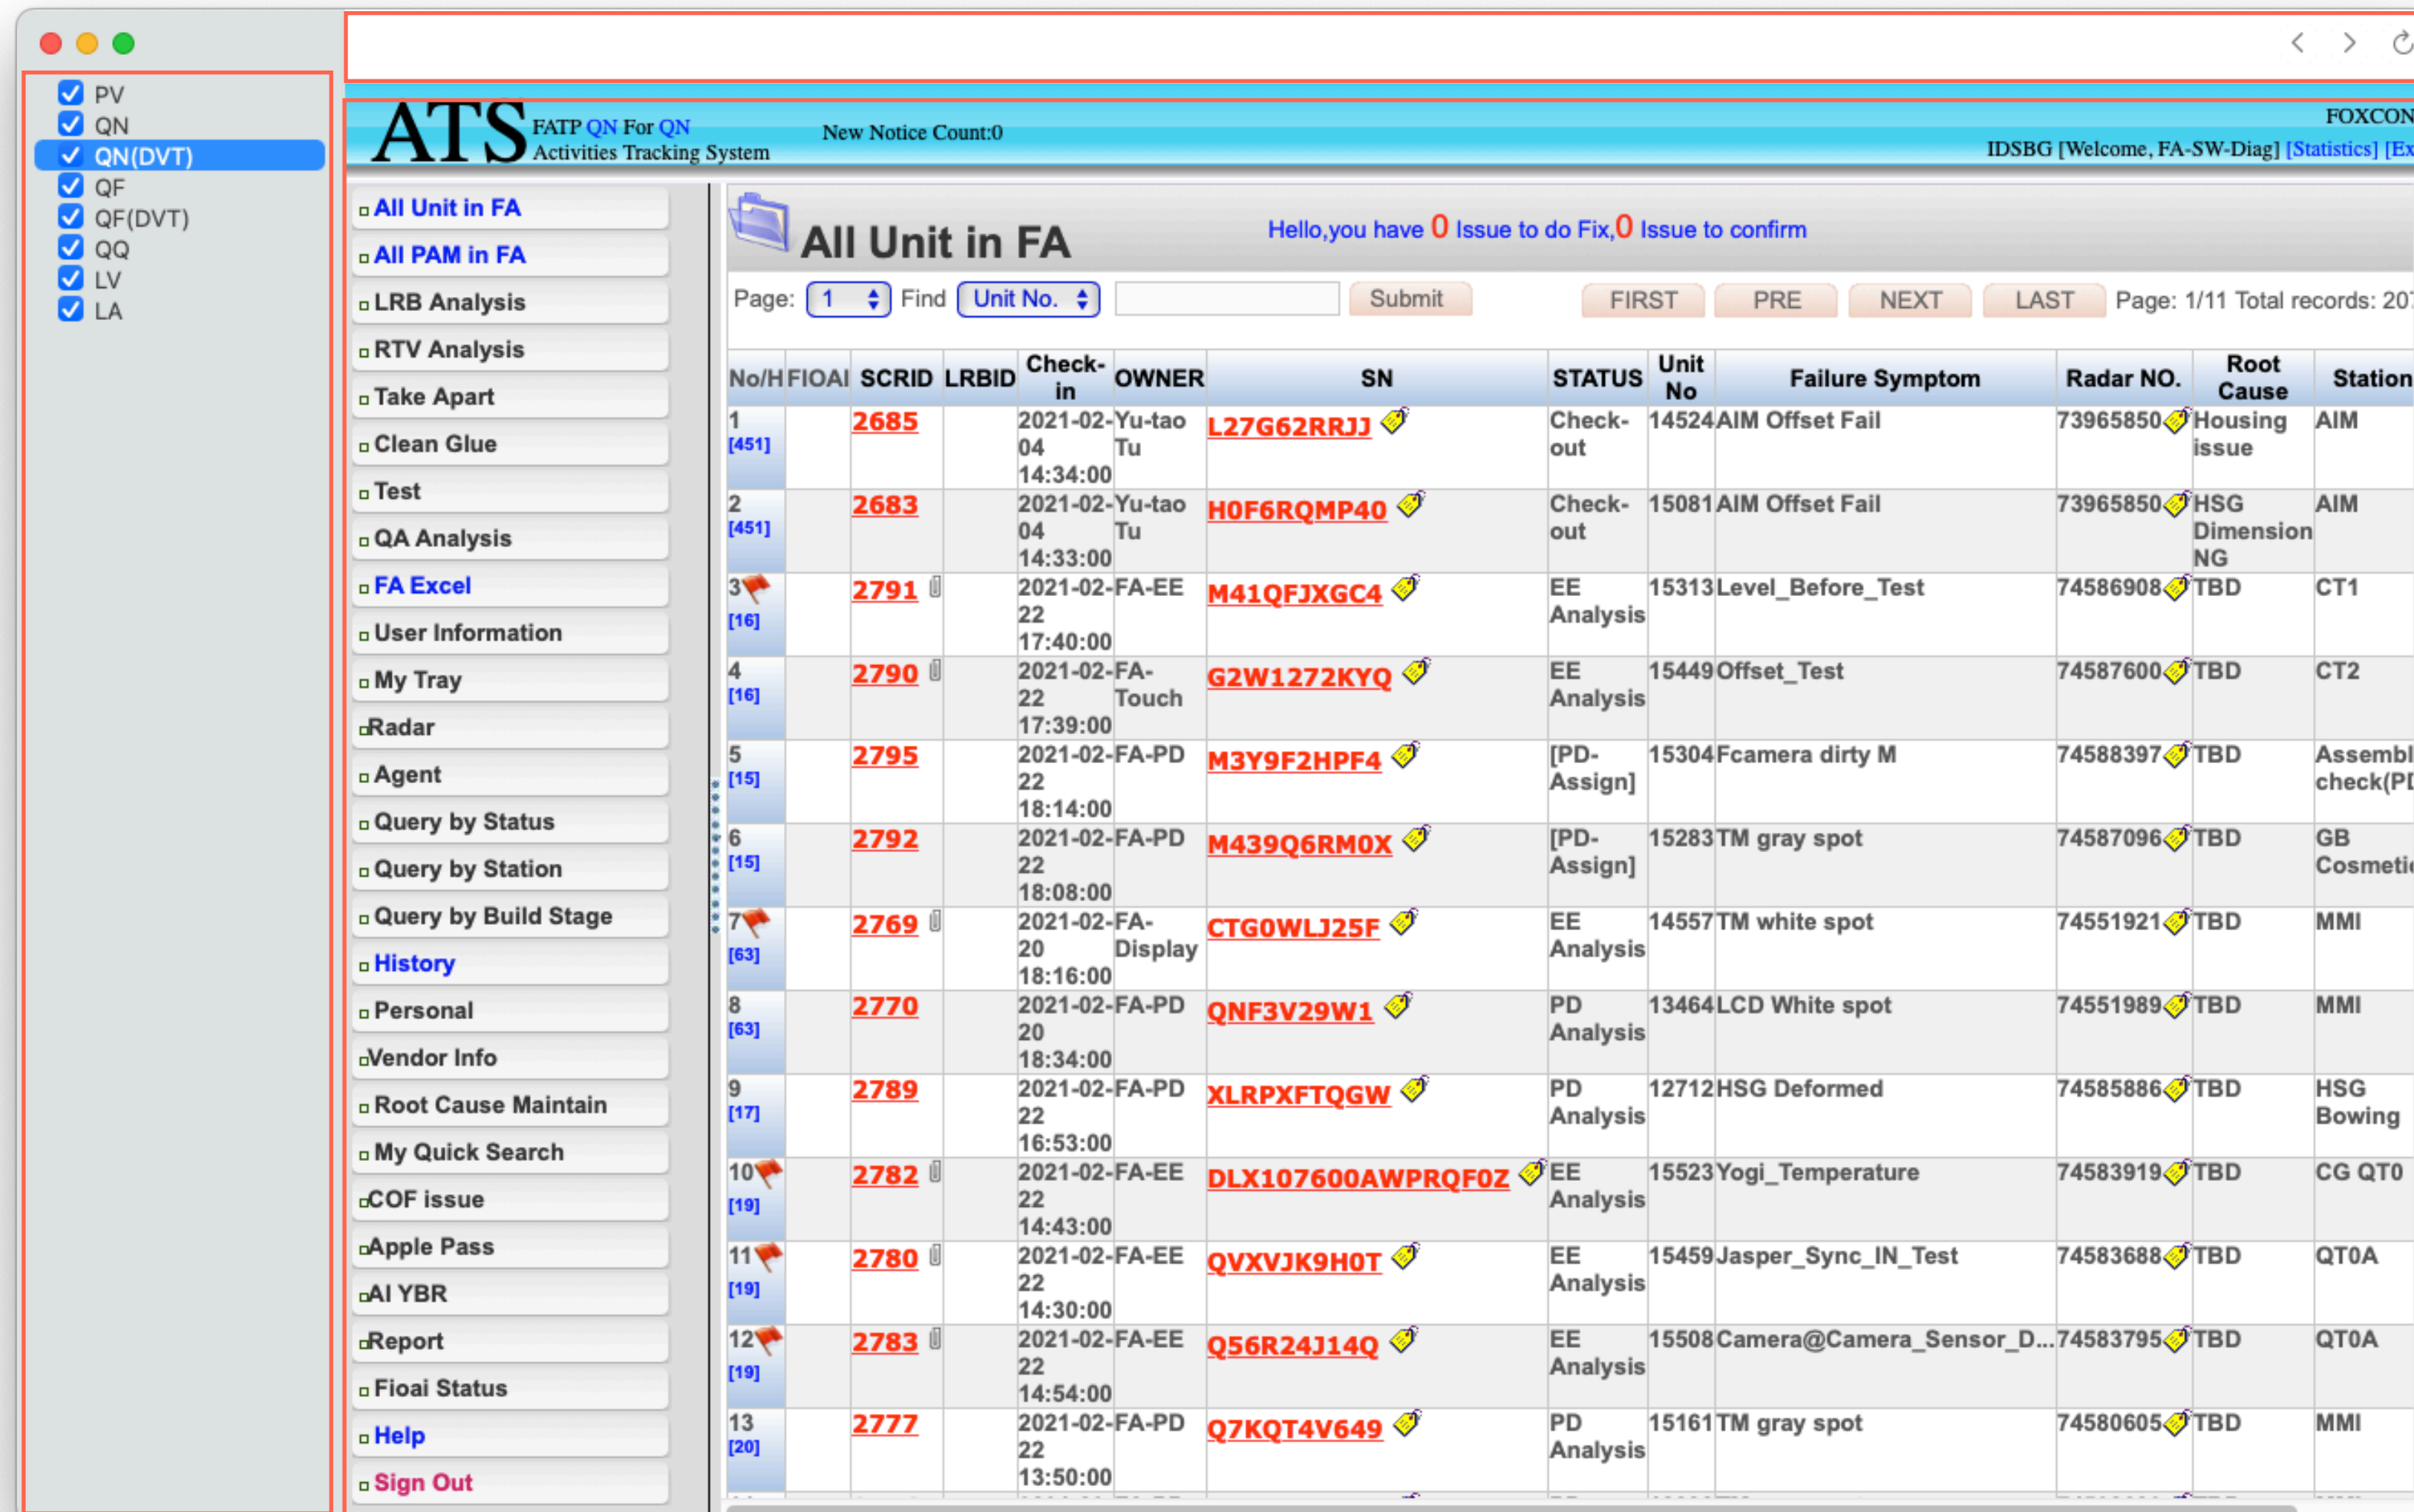 PV
QN
QN(DVT)
QF
QF(DVT)
QQ
LV
LA
ATS
FATP QN For QN
Activities Tracking System
New Notice Count:0
FOXCON
IDSBG [Welcome, FA-SW-Diag] [Statistics] [Ex
All Unit in FA
All PAM in FA
LRB Analysis
RTV Analysis
Take Apart
Clean Glue
Test
QA Analysis
FA Excel
User Information
My Tray
Radar
Agent
Query by Status
Query by Station
Query by Build Stage
History
Personal
Vendor Info
Root Cause Maintain
My Quick Search
COF issue
Apple Pass
AI YBR
Report
Fioai Status
Help
Sign Out
All Unit in FA
Hello,you have 0 Issue to do Fix,0 Issue to confirm
Page: 1 Find Unit No. Submit FIRST PRE NEXT LAST Page: 1/11 Total records: 207
No/H FIOAI SCRID LRBID Check-in OWNER SN STATUS Unit No Failure Symptom Radar NO. Root Cause Station
1 [451] 2685 2021-02-04 14:34:00 Yu-tao Tu L27G62RRJJ Check-out 14524 AIM Offset Fail 73965850 Housing issue AIM
2 [451] 2683 2021-02-04 14:33:00 Yu-tao Tu H0F6RQMP40 Check-out 15081 AIM Offset Fail 73965850 HSG Dimension NG AIM
3 [16] 2791 2021-02-22 17:40:00 FA-EE M41QFJXGC4 EE Analysis 15313 Level_Before_Test 74586908 TBD CT1
4 [16] 2790 2021-02-22 17:39:00 FA-Touch G2W1272KYQ EE Analysis 15449 Offset_Test 74587600 TBD CT2
5 [15] 2795 2021-02-22 18:14:00 FA-PD M3Y9F2HPF4 [PD-Assign] 15304 Fcamera dirty M 74588397 TBD Assembl check(PD
6 [15] 2792 2021-02-22 18:08:00 FA-PD M439Q6RM0X [PD-Assign] 15283 TM gray spot 74587096 TBD GB Cosmetic
7 [63] 2769 2021-02-20 18:16:00 FA-Display CTG0WLJ25F EE Analysis 14557 TM white spot 74551921 TBD MMI
8 [63] 2770 2021-02-20 18:34:00 FA-PD QNF3V29W1 PD Analysis 13464 LCD White spot 74551989 TBD MMI
9 [17] 2789 2021-02-22 16:53:00 FA-PD XLRPXFTQGW PD Analysis 12712 HSG Deformed 74585886 TBD HSG Bowing
10 [19] 2782 2021-02-22 14:43:00 FA-EE DLX107600AWPRQF0Z EE Analysis 15523 Yogi_Temperature 74583919 TBD CG QT0
11 [19] 2780 2021-02-22 14:30:00 FA-EE QVXVJK9H0T EE Analysis 15459 Jasper_Sync_IN_Test 74583688 TBD QT0A
12 [19] 2783 2021-02-22 14:54:00 FA-EE Q56R24J14Q EE Analysis 15508 Camera@Camera_Sensor_D... 74583795 TBD QT0A
13 [20] 2777 2021-02-22 13:50:00 FA-PD Q7KQT4V649 PD Analysis 15161 TM gray spot 74580605 TBD MMI